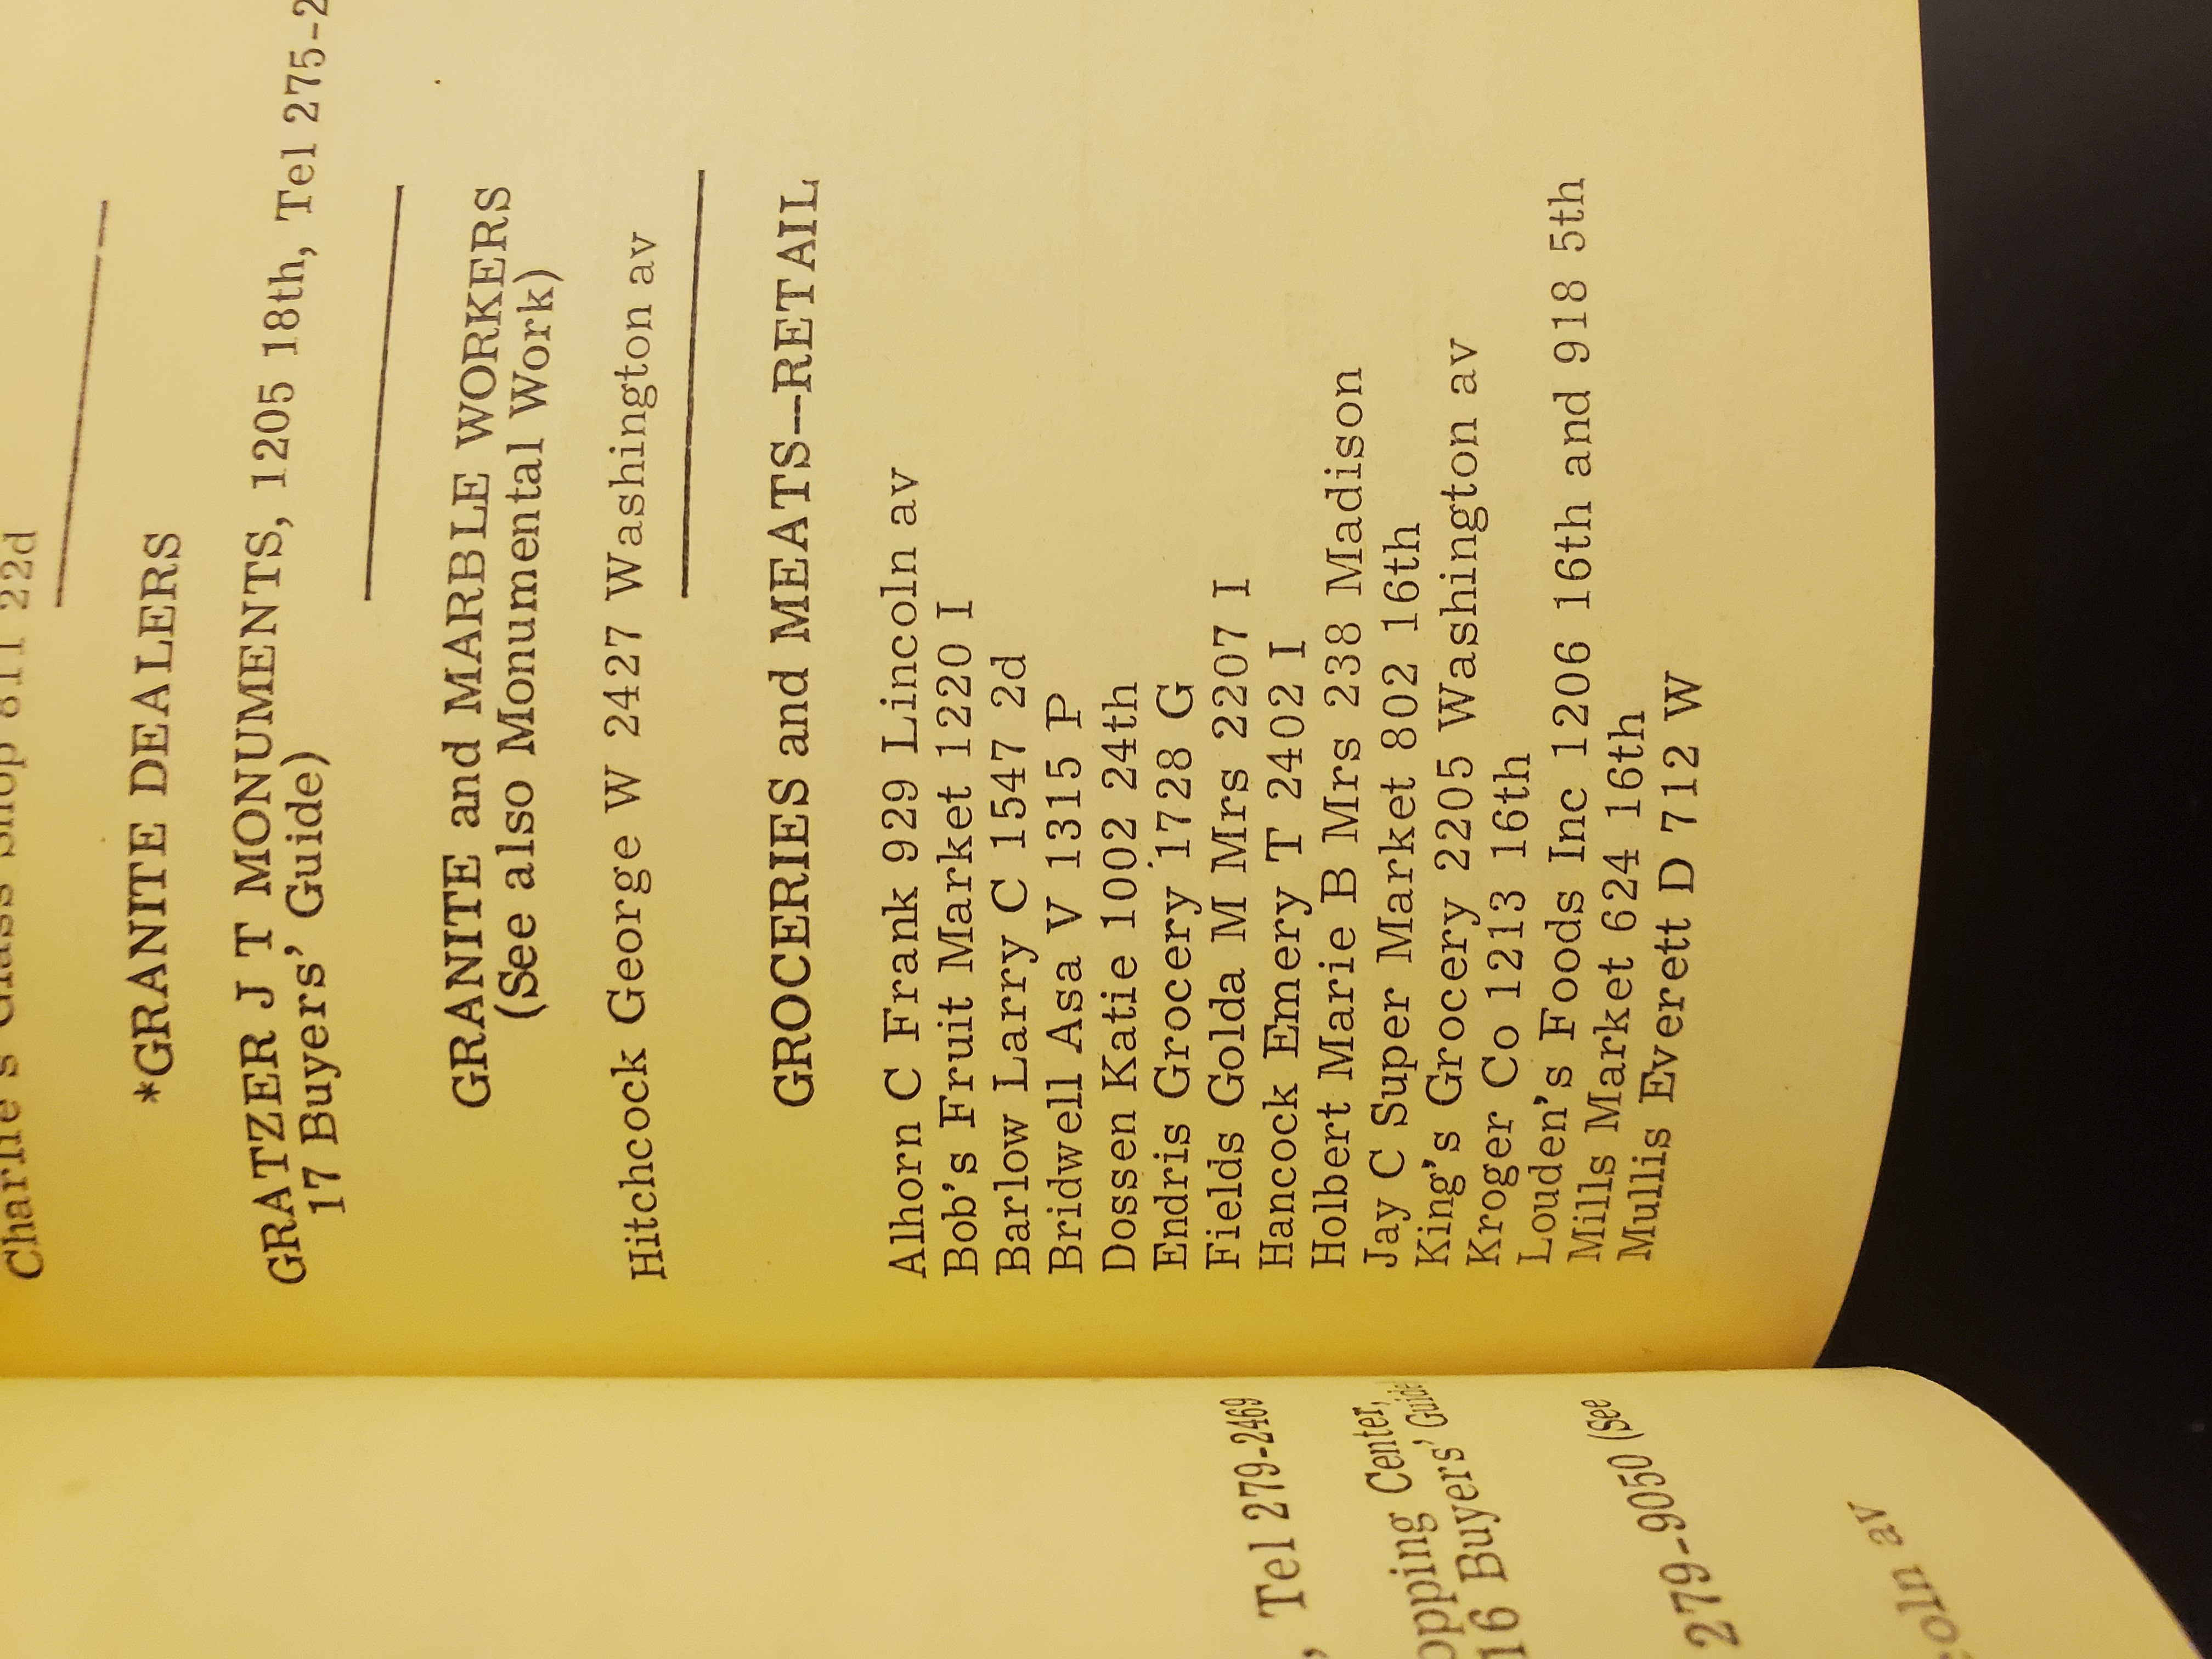 Charlie's Glass Shop 811 22d
*GRANITE DEALERS
GRATZER J T MONUMENTS, 1205 18th, Tel 275-2
17 Buyers' Guide)
GRANITE and MARBLE WORKERS
(See also Monumental Work)
Hitchcock George W 2427 Washington av
GROCERIES and MEATS—RETAIL
Alhorn C Frank 929 Lincoln av
Bob's Fruit Market 1220 I
Barlow Larry C 1547 2d
Bridwell Asa V 1315 P
Dossen Katie 1002 24th
Endris Grocery 1728 G
Fields Golda M Mrs 2207 I
Hancock Emery T 2402 I
Holbert Marie B Mrs 238 Madison
Jay C Super Market 802 16th
King's Grocery 2205 Washington av
Kroger Co 1213 16th
Louden's Foods Inc 1206 16th and 918 5th
Mills Market 624 16th
Mullis Everett D 712 W
, Tel 279-2469
opping Center,
16 Buyers' Guide
279-9050 (See
coln av